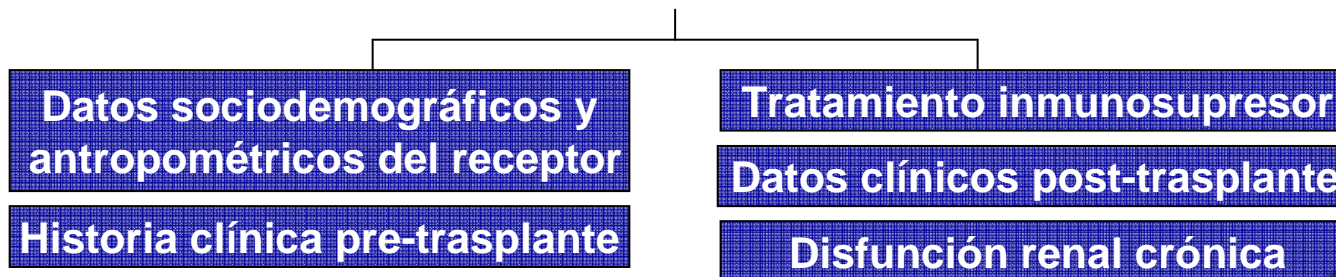 Datos sociodemográficos y
antropométricos del receptor
Historia clínica pre-trasplante
Tratamiento inmunosupresor
Datos clínicos post-trasplante
Disfunción renal crónica